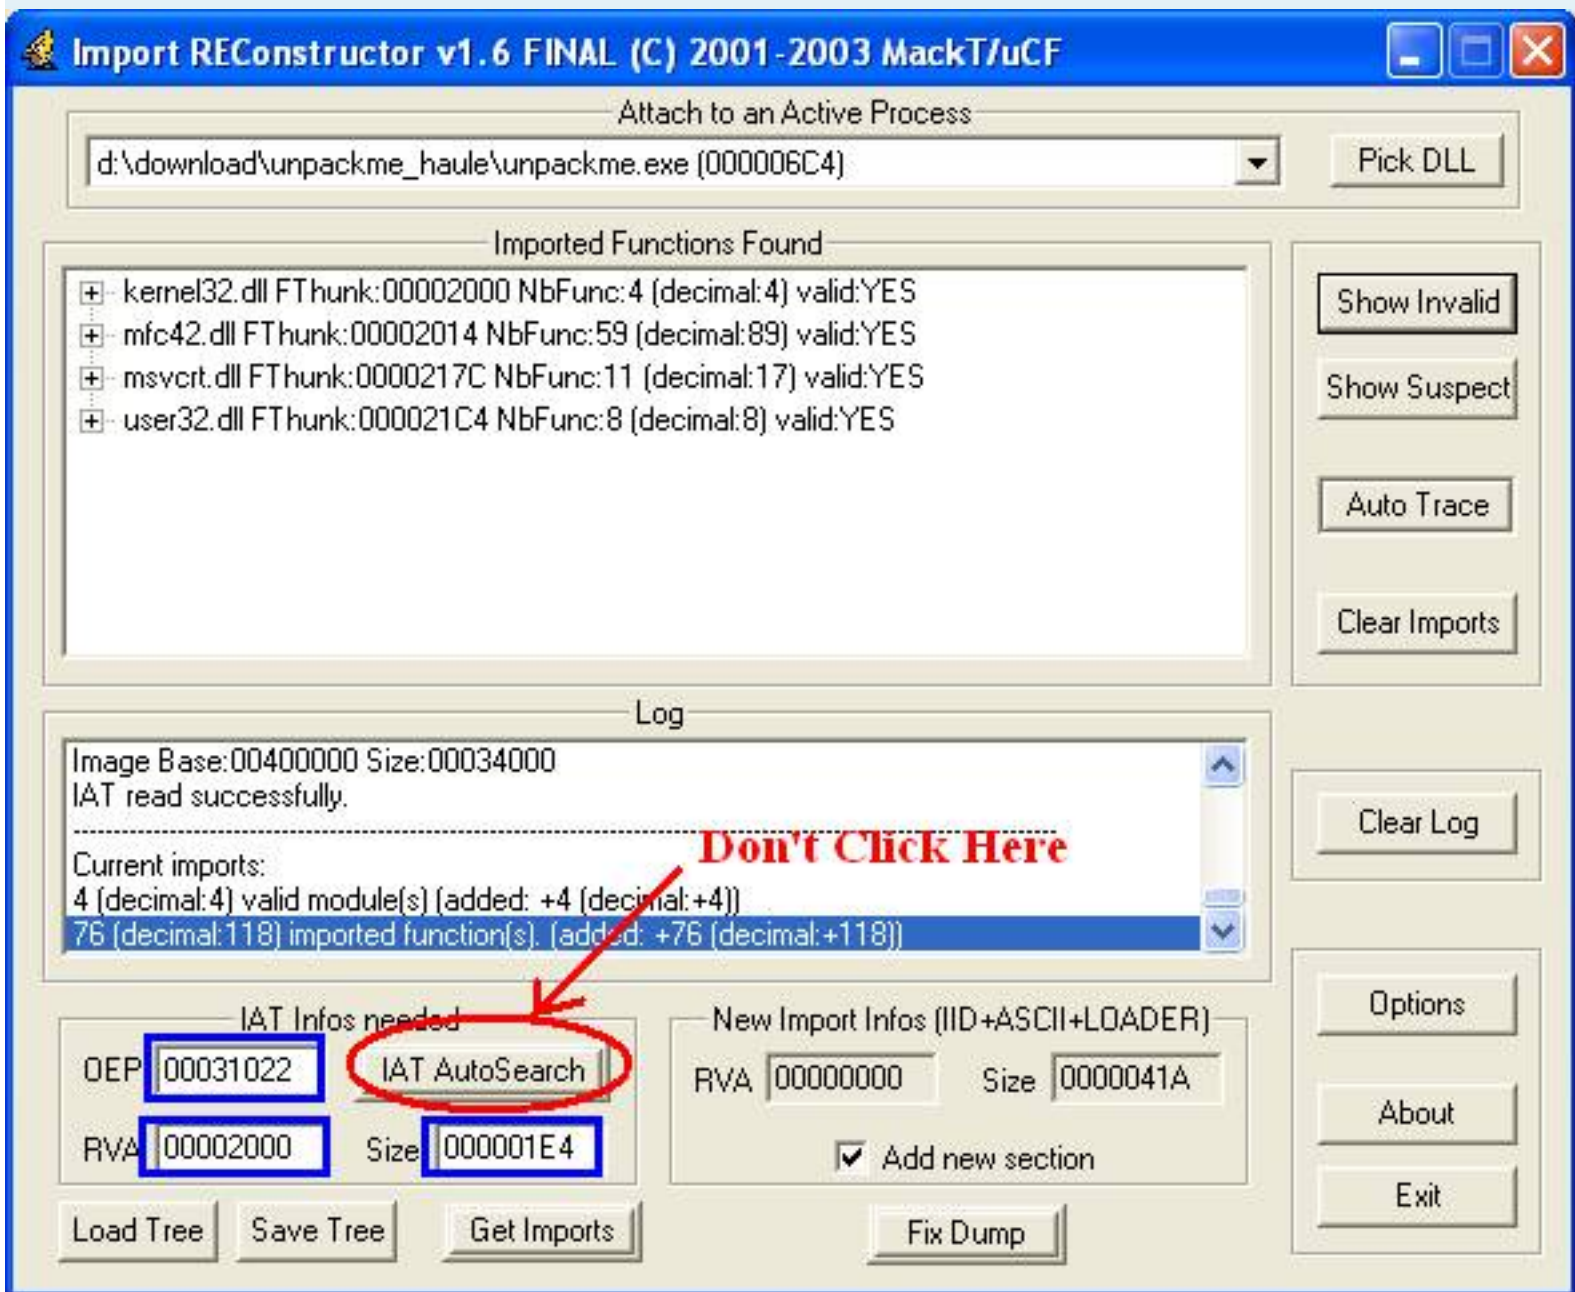 Import REConstructor v1.6 FINAL (C) 2001-2003 MackT/uCF
Attach to an Active Process
d:\download\unpackme_haule\unpackme.exe (000006C4)
Pick DLL
Imported Functions Found
kernel32.dll FThunk:00002000 NbFunc:4 (decimal:4) valid:YES
mfc42.dll FThunk:00002014 NbFunc:59 (decimal:89) valid:YES
msvcrt.dll FThunk:0000217C NbFunc:11 (decimal:17) valid:YES
user32.dll FThunk:000021C4 NbFunc:8 (decimal:8) valid:YES
Show Invalid
Show Suspect
Auto Trace
Clear Imports
Log
Image Base:00400000 Size:00034000
IAT read successfully.
Don't Click Here
Current imports:
4 (decimal:4) valid module(s) (added: +4 (decimal:+4))
76 (decimal:118) imported function(s). (added: +76 (decimal:+118))
Clear Log
IAT Infos needed
OEP 00031022 IAT AutoSearch
RVA 00002000 Size 000001E4
New Import Infos (IID+ASCII+LOADER)
RVA 00000000 Size 0000041A
Add new section
Options
About
Exit
Load Tree Save Tree Get Imports Fix Dump